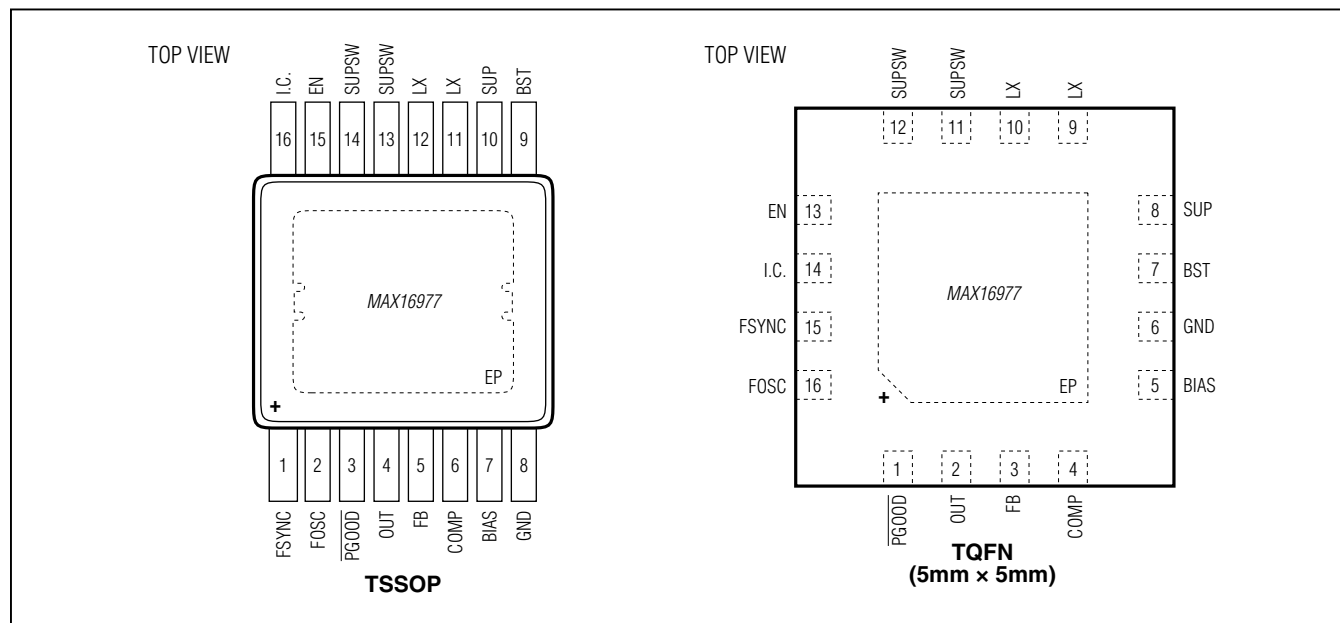 TOP VIEW
I.C.
EN
SUPSW
SUPSW
LX
LX
SUP
BST
16
15
14
13
12
11
10
9
MAX16977
EP
+
1
2
3
4
5
6
7
8
FSYNC
FOSC
PGOOD
OUT
FB
COMP
BIAS
GND
TSSOP
TOP VIEW
SUPSW
SUPSW
LX
LX
12
11
10
9
EN 13
I.C. 14
FSYNC 15
FOSC 16
MAX16977
EP
+
8 SUP
7 BST
6 GND
5 BIAS
1
2
3
4
PGOOD
OUT
FB
COMP
TQFN
(5mm × 5mm)